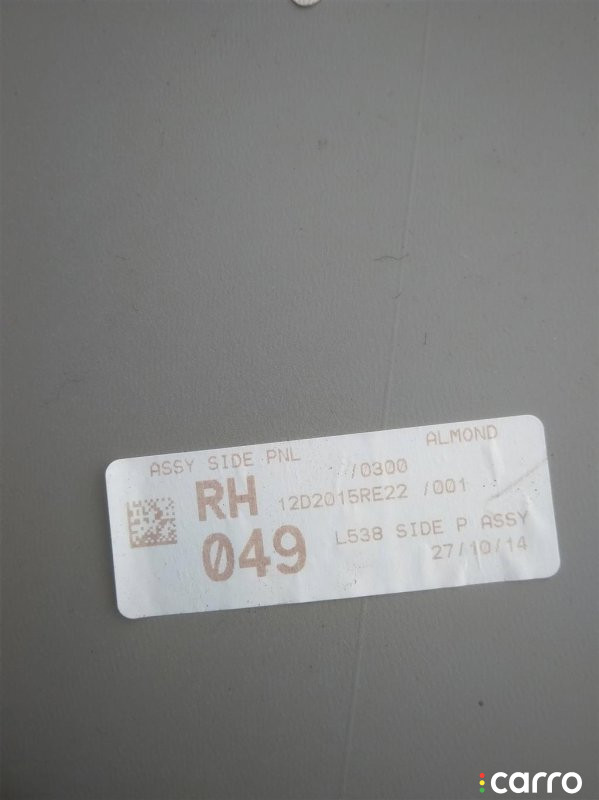 ASSY SIDE PNL
ALMOND
/0300
RH
12D2015RE22 /001
049
L538 SIDE P ASSY
27/10/14
carro